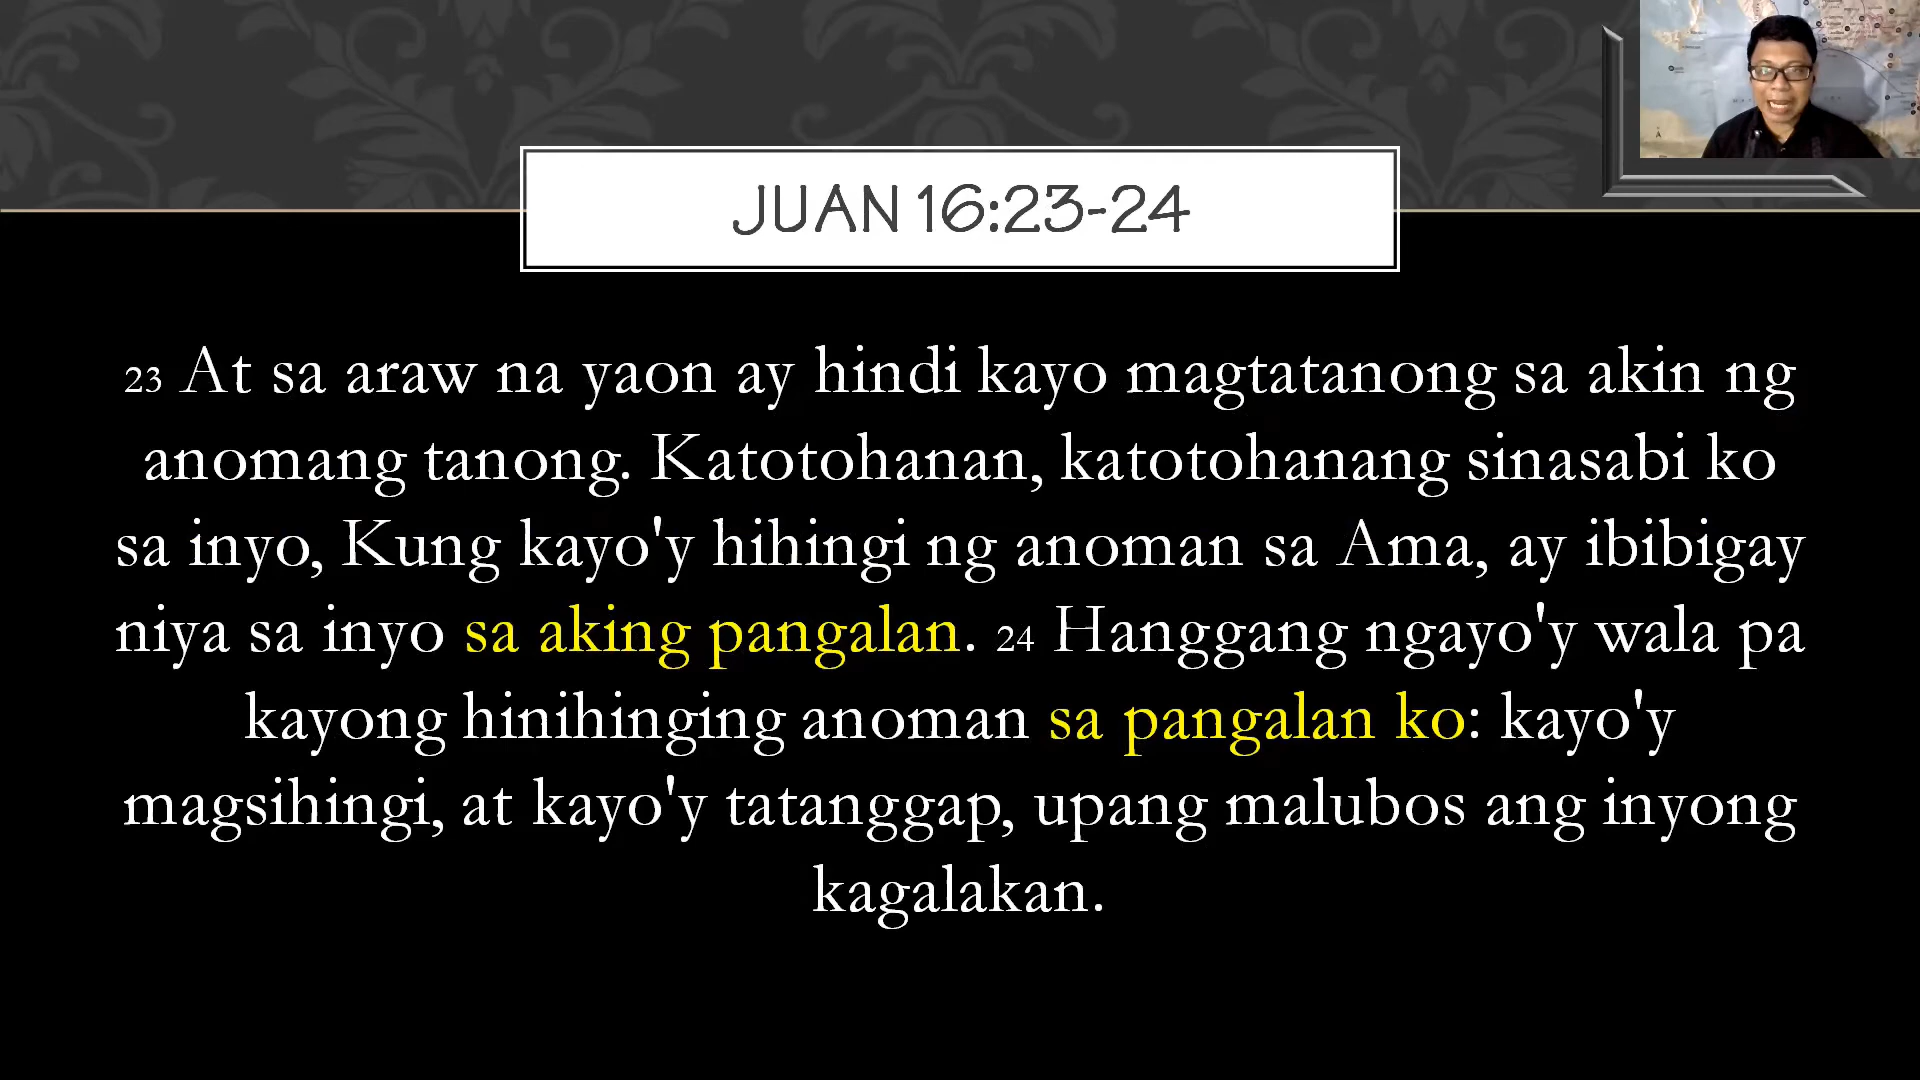 JUAN 16:23-24
23 At sa araw na yaon ay hindi kayo magtatanong sa akin ng
anomang tanong. Katotohanan, katotohanang sinasabi ko
sa inyo, Kung kayo'y hihingi ng anoman sa Ama, ay ibibigay
niya sa inyo sa aking pangalan. 24 Hanggang ngayo'y wala pa
kayong hinihinging anoman sa pangalan ko: kayo'y
magsihingi, at kayo'y tatanggap, upang malubos ang inyong
kagalakan.